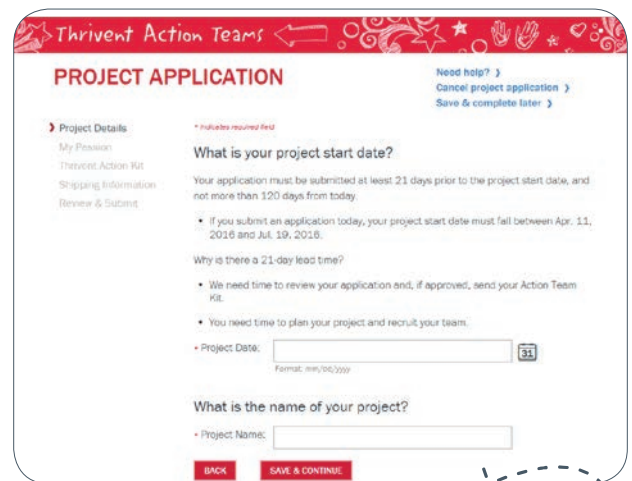 Thrivent Action Teams
PROJECT APPLICATION
Need help? ❯
Cancel project application ❯
Save & complete later ❯
❯ Project Details
My Passion
Thrivent Action Kit
Shipping Information
Review & Submit
* Indicates required field
What is your project start date?
Your application must be submitted at least 21 days prior to the project start date, and
not more than 120 days from today.
• If you submit an application today, your project start date must fall between Apr. 11,
2016 and Jul. 19, 2016.
Why is there a 21-day lead time?
• We need time to review your application and, if approved, send your Action Team
Kit.
• You need time to plan your project and recruit your team.
* Project Date:
31
Format: mm/dd/yyyy
What is the name of your project?
* Project Name:
BACK SAVE & CONTINUE